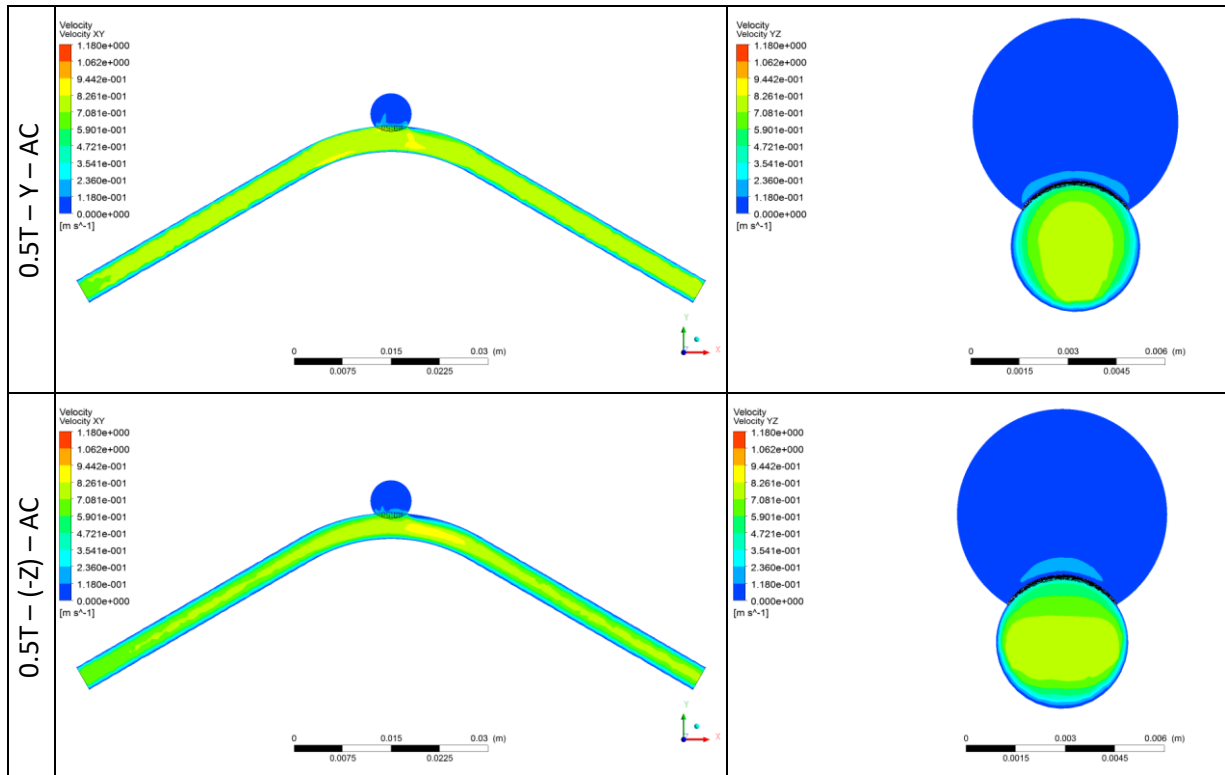 0.5T – Y – AC
Velocity
Velocity XY
1.180e+000
1.062e+000
9.442e-001
8.261e-001
7.081e-001
5.901e-001
4.721e-001
3.541e-001
2.360e-001
1.180e-001
0.000e+000
[m s^-1]
Y
X
Z
0 0.015 0.03 (m)
0.0075 0.0225
Velocity
Velocity YZ
1.180e+000
1.062e+000
9.442e-001
8.261e-001
7.081e-001
5.901e-001
4.721e-001
3.541e-001
2.360e-001
1.180e-001
0.000e+000
[m s^-1]
0 0.003 0.006 (m)
0.0015 0.0045
0.5T – (-Z) – AC
Velocity
Velocity XY
1.180e+000
1.062e+000
9.442e-001
8.261e-001
7.081e-001
5.901e-001
4.721e-001
3.541e-001
2.360e-001
1.180e-001
0.000e+000
[m s^-1]
Y
X
Z
0 0.015 0.03 (m)
0.0075 0.0225
Velocity
Velocity YZ
1.180e+000
1.062e+000
9.442e-001
8.261e-001
7.081e-001
5.901e-001
4.721e-001
3.541e-001
2.360e-001
1.180e-001
0.000e+000
[m s^-1]
0 0.003 0.006 (m)
0.0015 0.0045